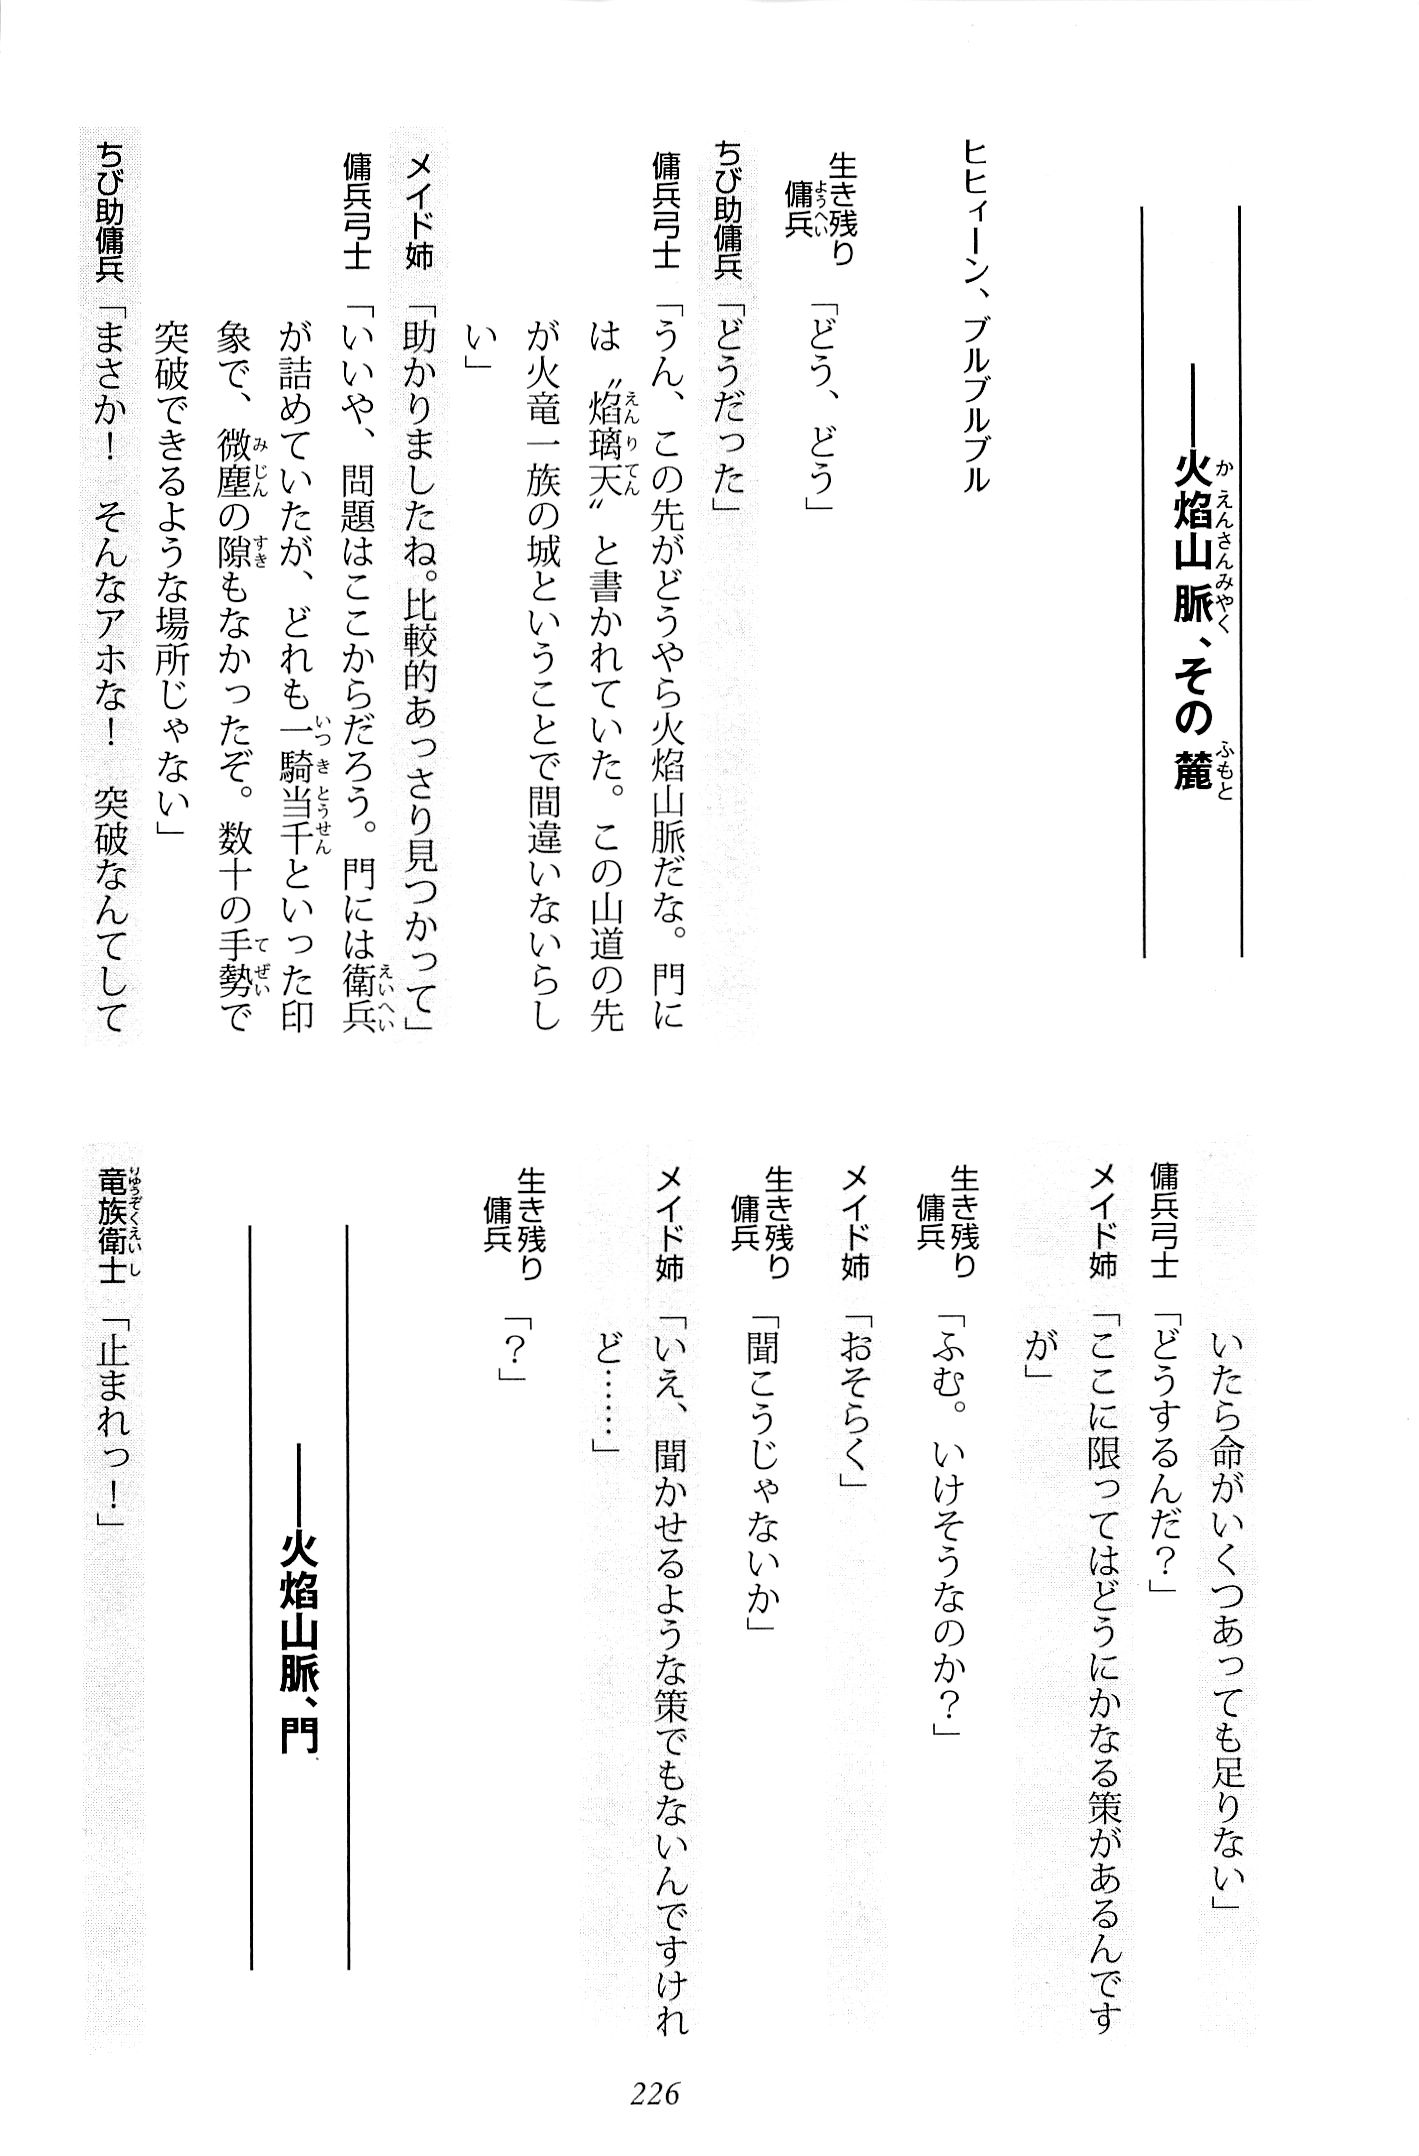 ――火焰山脈、その麓
ヒヒィーン、ブルブルブル
生き残り
傭兵
「どう、どう」
ちび助傭兵「どうだった」
傭兵弓士「うん、この先がどうやら火焰山脈だな。門に
は〝焰璃天〟と書かれていた。この山道の先
が火竜一族の城ということで間違いないらし
い」
メイド姉「助かりましたね。比較的あっさり見つかって」
傭兵弓士「いいや、問題はここからだろう。門には衛兵
が詰めていたが、どれも一騎当千といった印
象で、微塵の隙もなかったぞ。数十の手勢で
突破できるような場所じゃない」
ちび助傭兵「まさか！　そんなアホな！　突破なんてして
いたら命がいくつあっても足りない」
傭兵弓士「どうするんだ？」
メイド姉「ここに限ってはどうにかなる策があるんです
が」
生き残り
傭兵
「ふむ。いけそうなのか？」
メイド姉「おそらく」
生き残り
傭兵
「聞こうじゃないか」
メイド姉「いえ、聞かせるような策でもないんですけれ
ど……」
生き残り
傭兵
「？」
――火焰山脈、門
竜族衛士「止まれっ！」
226